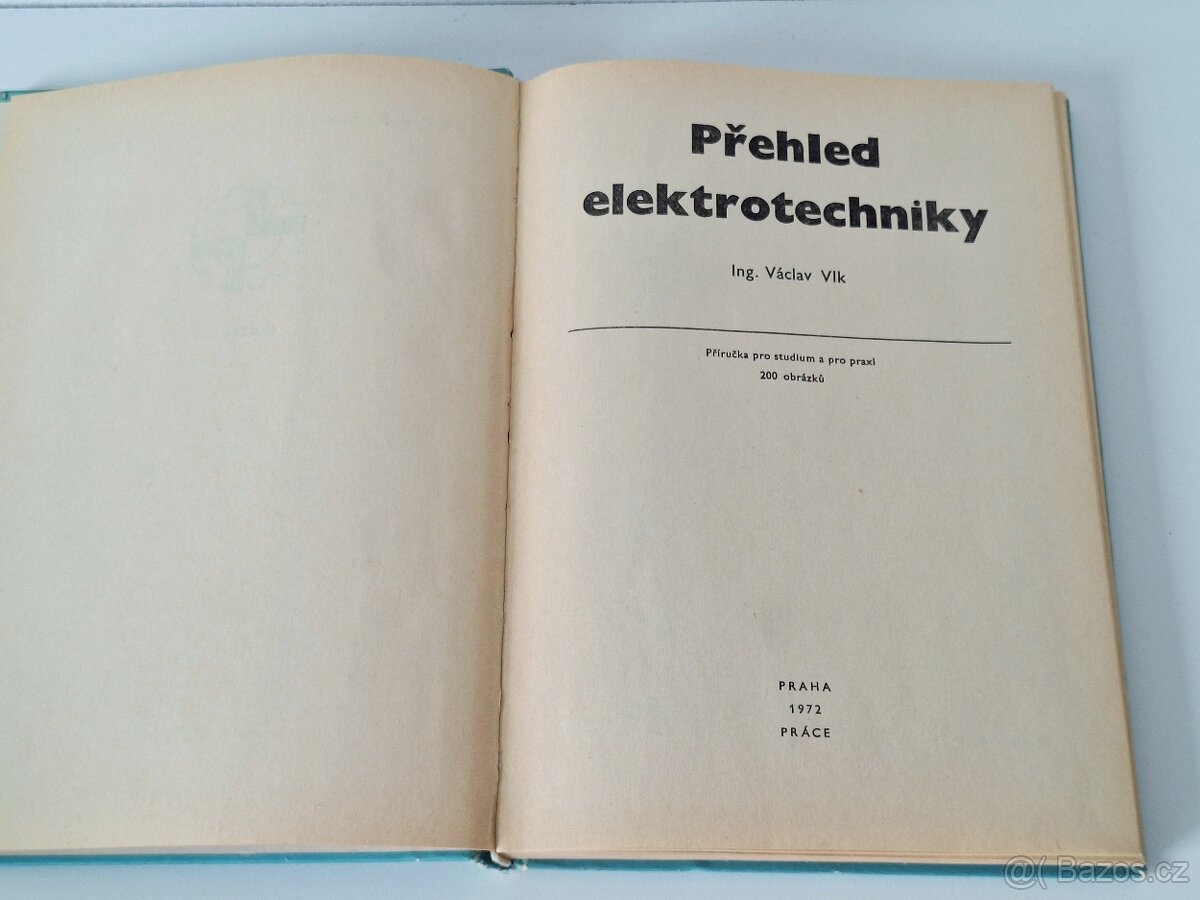 Přehled
elektrotechniky
Ing. Václav Vlk
Příručka pro studium a pro praxi
200 obrázků
PRAHA
1972
PRÁCE
@( Bazos.cz